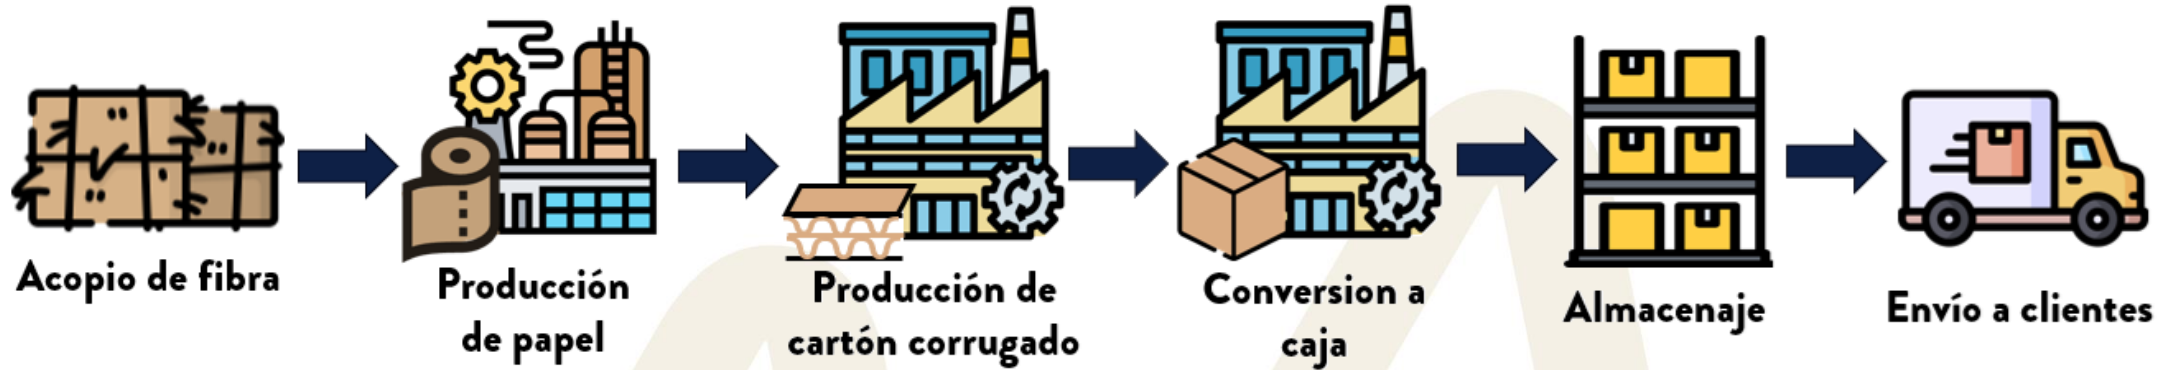 Acopio de fibra
Producción
de papel
Producción de
cartón corrugado
Conversion a
caja
Almacenaje
Envío a clientes